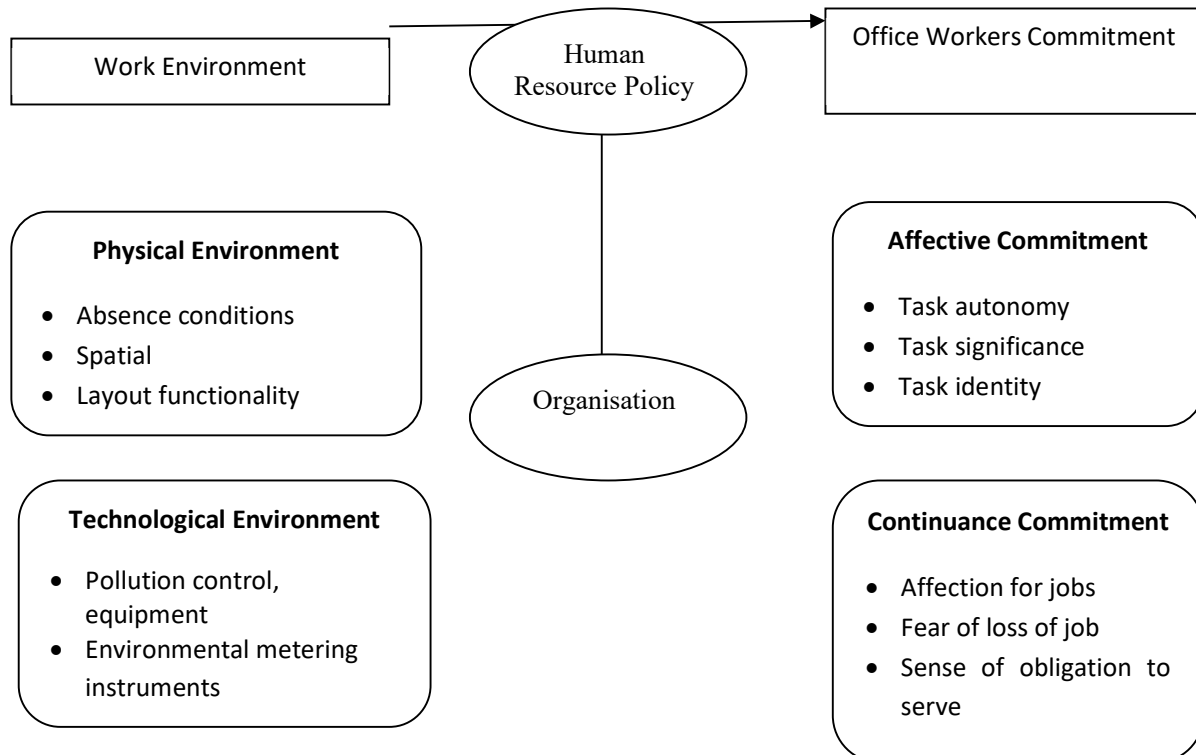 Work Environment
Human
Resource Policy
Office Workers Commitment
Physical Environment
• Absence conditions
• Spatial
• Layout functionality
Organisation
Affective Commitment
• Task autonomy
• Task significance
• Task identity
Technological Environment
• Pollution control,
equipment
• Environmental metering
instruments
Continuance Commitment
• Affection for jobs
• Fear of loss of job
• Sense of obligation to
serve